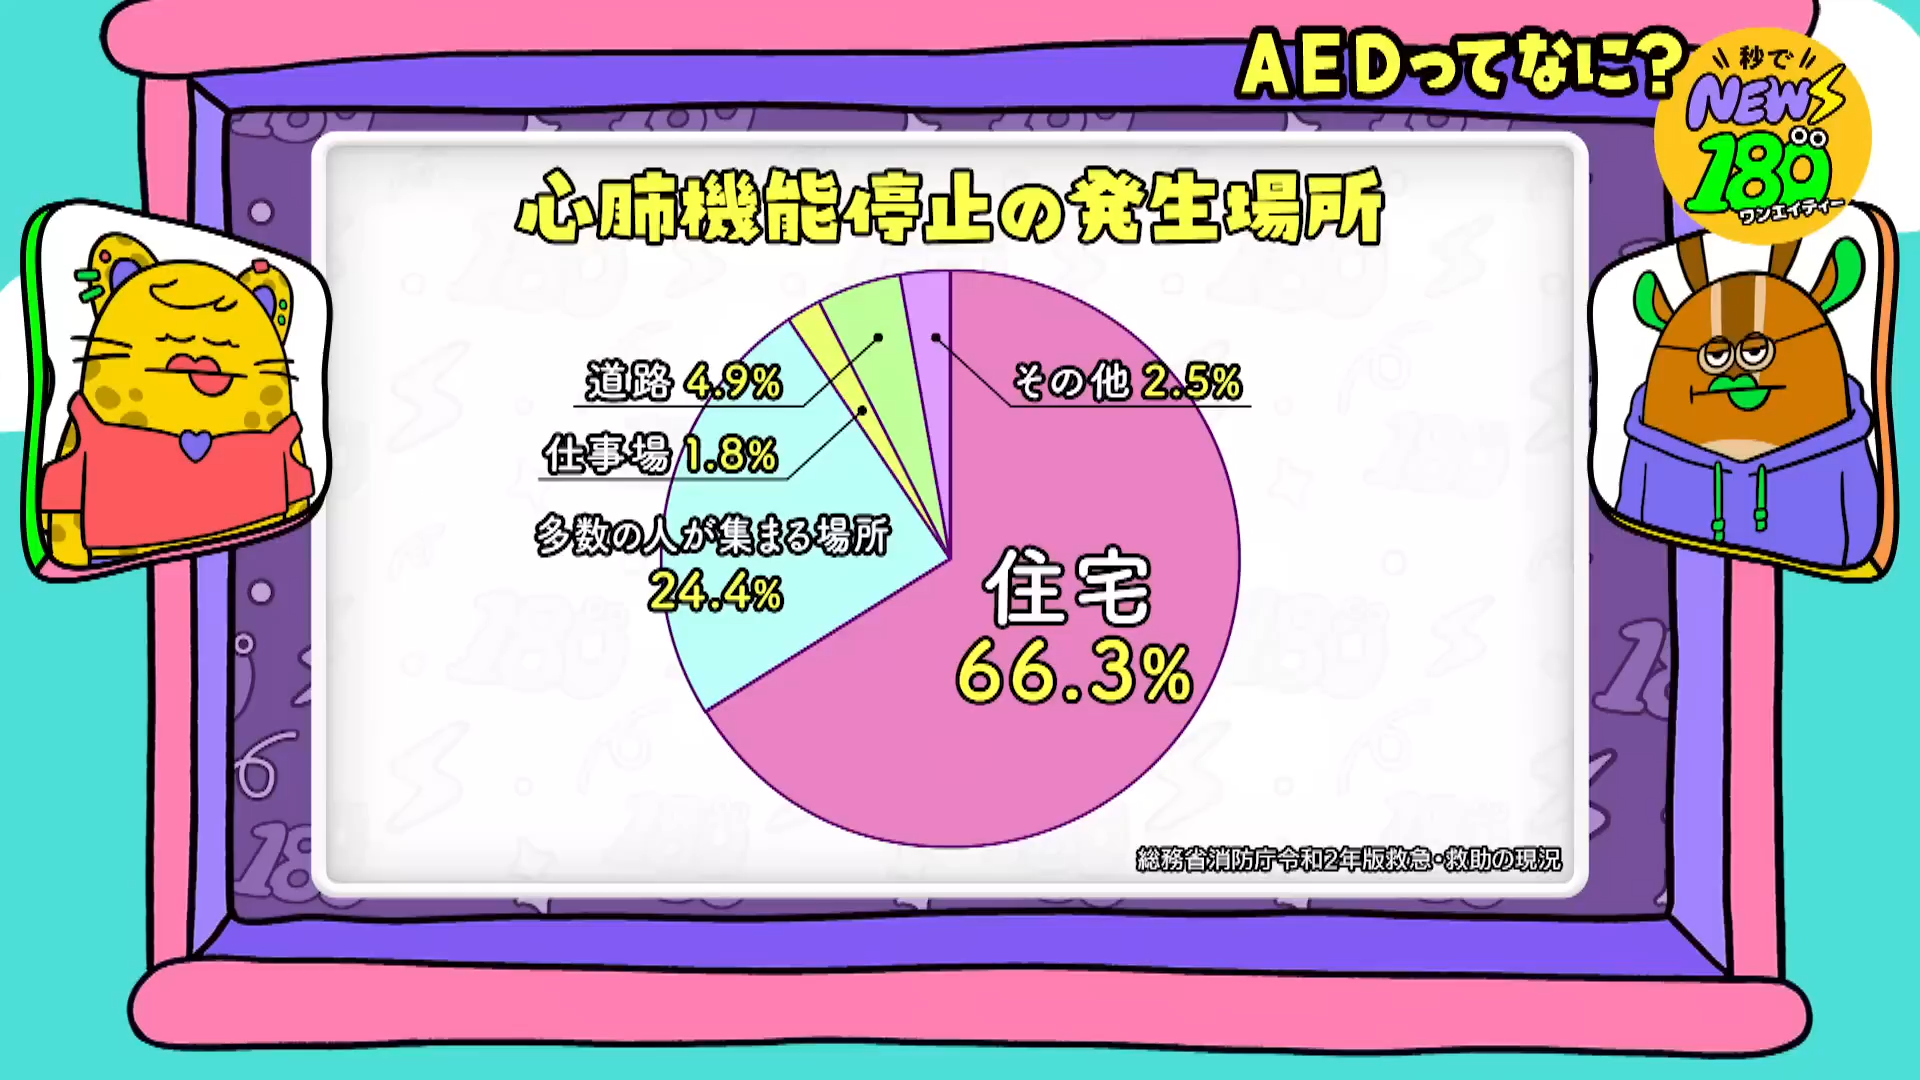 AEDってなに?
秒で
NEWS
180
ワンエイティー
心肺機能停止の発生場所
道路 4.9%
その他 2.5%
仕事場 1.8%
多数の人が集まる場所
24.4%
住宅
66.3%
総務省消防庁令和2年版救急・救助の現況